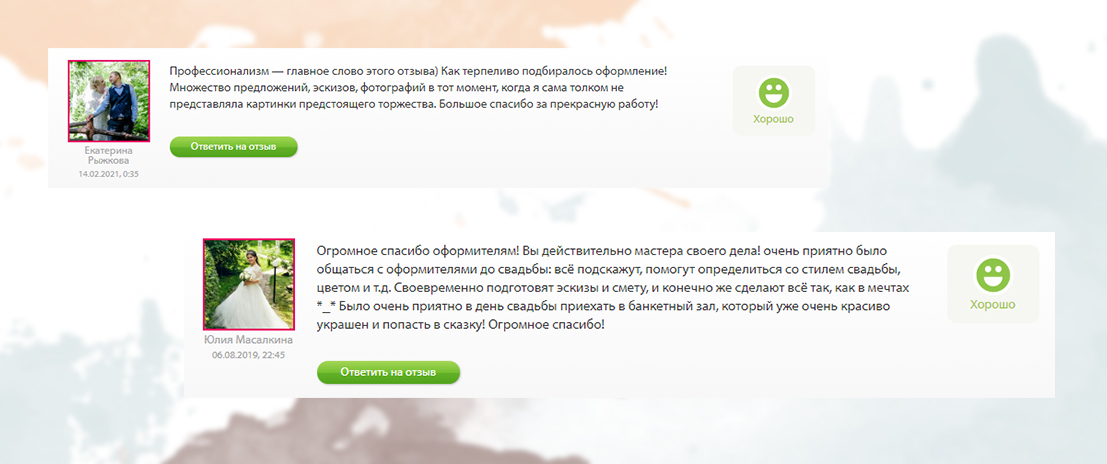 Профессионализм — главное слово этого отзыва) Как терпеливо подбиралось оформление!
Множество предложений, эскизов, фотографий в тот момент, когда я сама толком не
представляла картинки предстоящего торжества. Большое спасибо за прекрасную работу!
Хорошо
Ответить на отзыв
Екатерина
Рыжкова
14.02.2021, 0:35
Огромное спасибо оформителям! Вы действительно мастера своего дела! очень приятно было
общаться с оформителями до свадьбы: всё подскажут, помогут определиться со стилем свадьбы,
цветом и т.д. Своевременно подготовят эскизы и смету, и конечно же сделают всё так, как в мечтах
*_* Было очень приятно в день свадьбы приехать в банкетный зал, который уже очень красиво
украшен и попасть в сказку! Огромное спасибо!
Хорошо
Юлия Масалкина
06.08.2019, 22:45
Ответить на отзыв